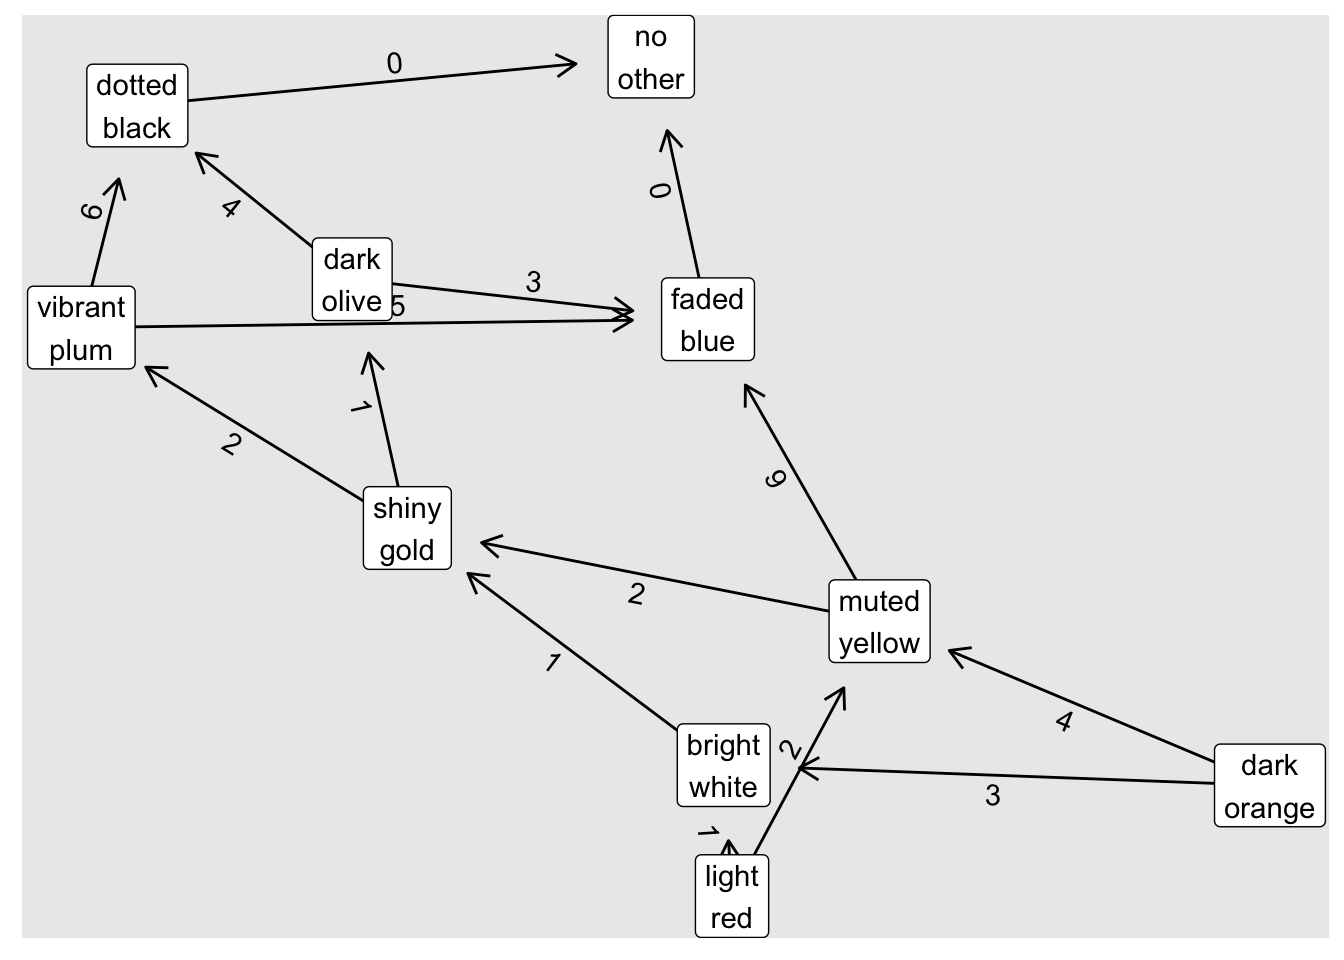 no
other
dotted
black
0
0
6
4
dark
olive
3
5
vibrant
plum
faded
blue
1
2
9
shiny
gold
2
muted
yellow
1
4
2
bright
white
3
dark
orange
1
light
red